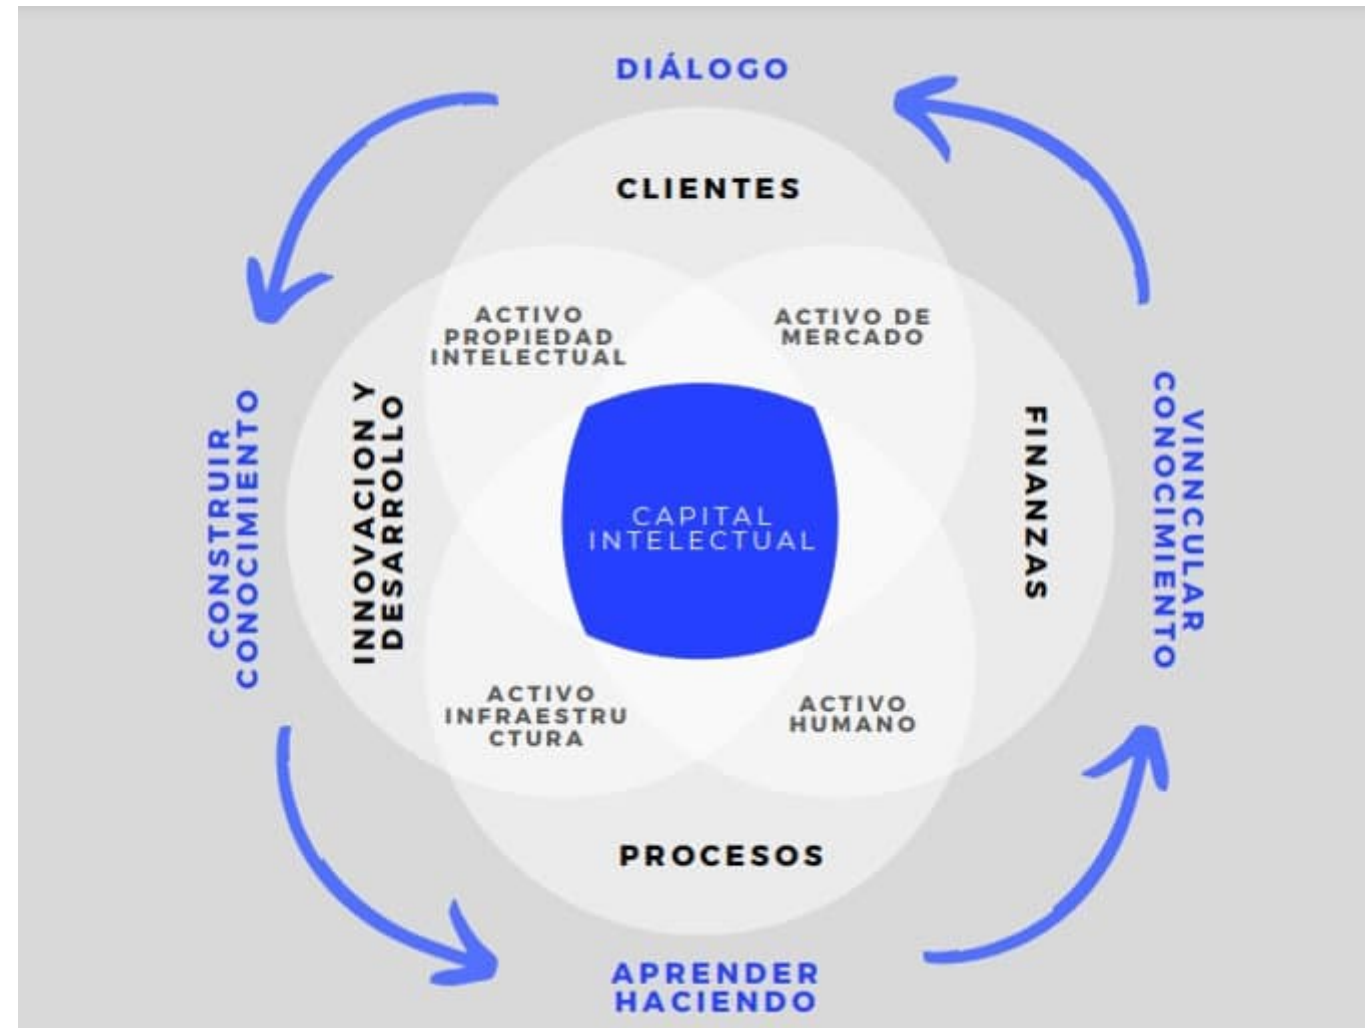 DIÁLOGO
CLIENTES
ACTIVO
PROPIEDAD
INTELECTUAL
ACTIVO DE
MERCADO
CONSTRUIR
CONOCIMIENTO
INNOVACION Y
DESARROLLO
CAPITAL
INTELECTUAL
FINANZAS
VINNCULAR
CONOCIMIENTO
ACTIVO
INFRAESTRU
CTURA
ACTIVO
HUMANO
PROCESOS
APRENDER
HACIENDO